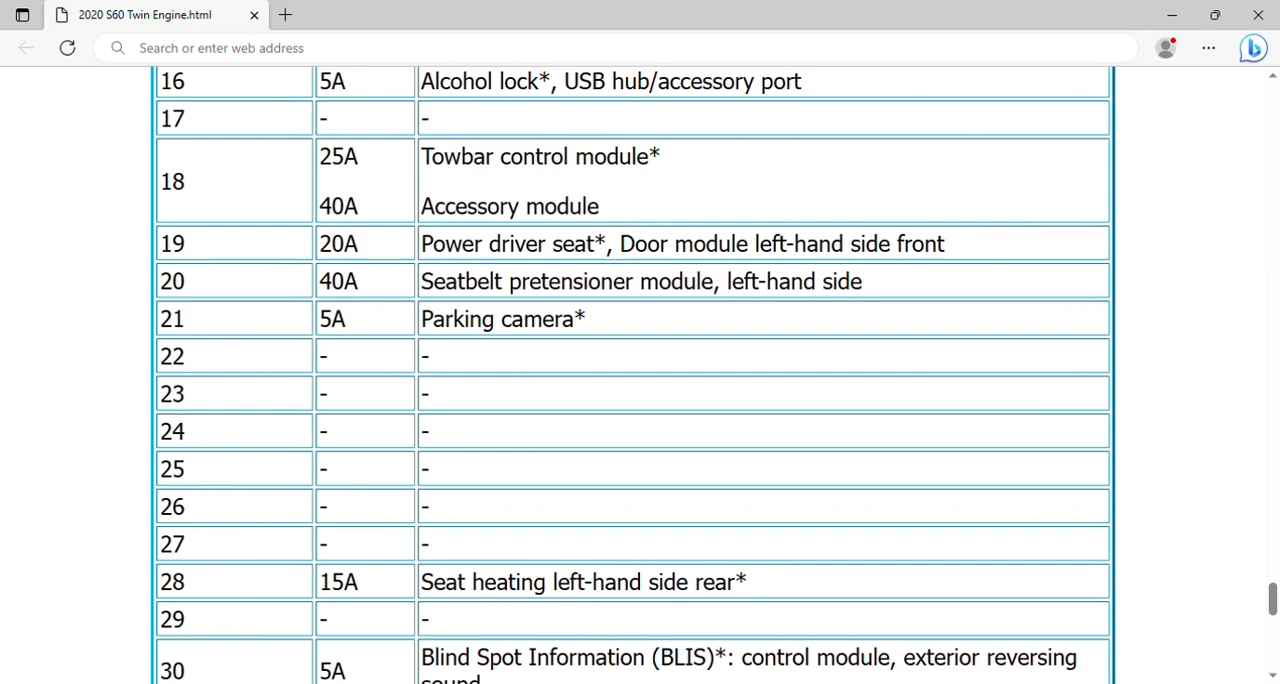 2020 S60 Twin Engine.html
Search or enter web address
16 5A Alcohol lock*, USB hub/accessory port
17 - -
18 25A Towbar control module*
40A Accessory module
19 20A Power driver seat*, Door module left-hand side front
20 40A Seatbelt pretensioner module, left-hand side
21 5A Parking camera*
22 - -
23 - -
24 - -
25 - -
26 - -
27 - -
28 15A Seat heating left-hand side rear*
29 - -
30 5A Blind Spot Information (BLIS)*: control module, exterior reversing
sound